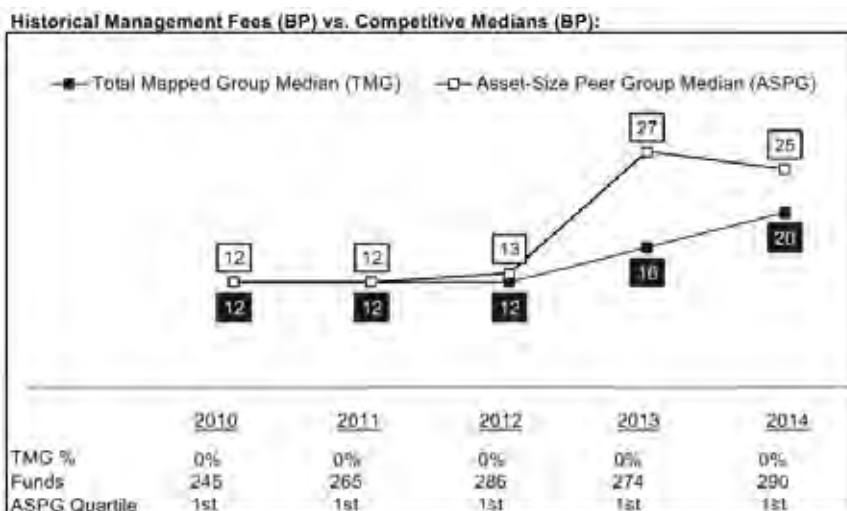 Historical Management Fees (BP) vs. Competitive Medians (BP):
Total Mapped Group Median (TMG) Asset-Size Peer Group Median (ASPG)
27
25
12 12 13
20
16
12 12 12
2010 2011 2012 2013 2014
TMG % 0% 0% 0% 0% 0%
Funds 245 265 286 274 290
ASPG Quartile 1st 1st 1st 1st 1st